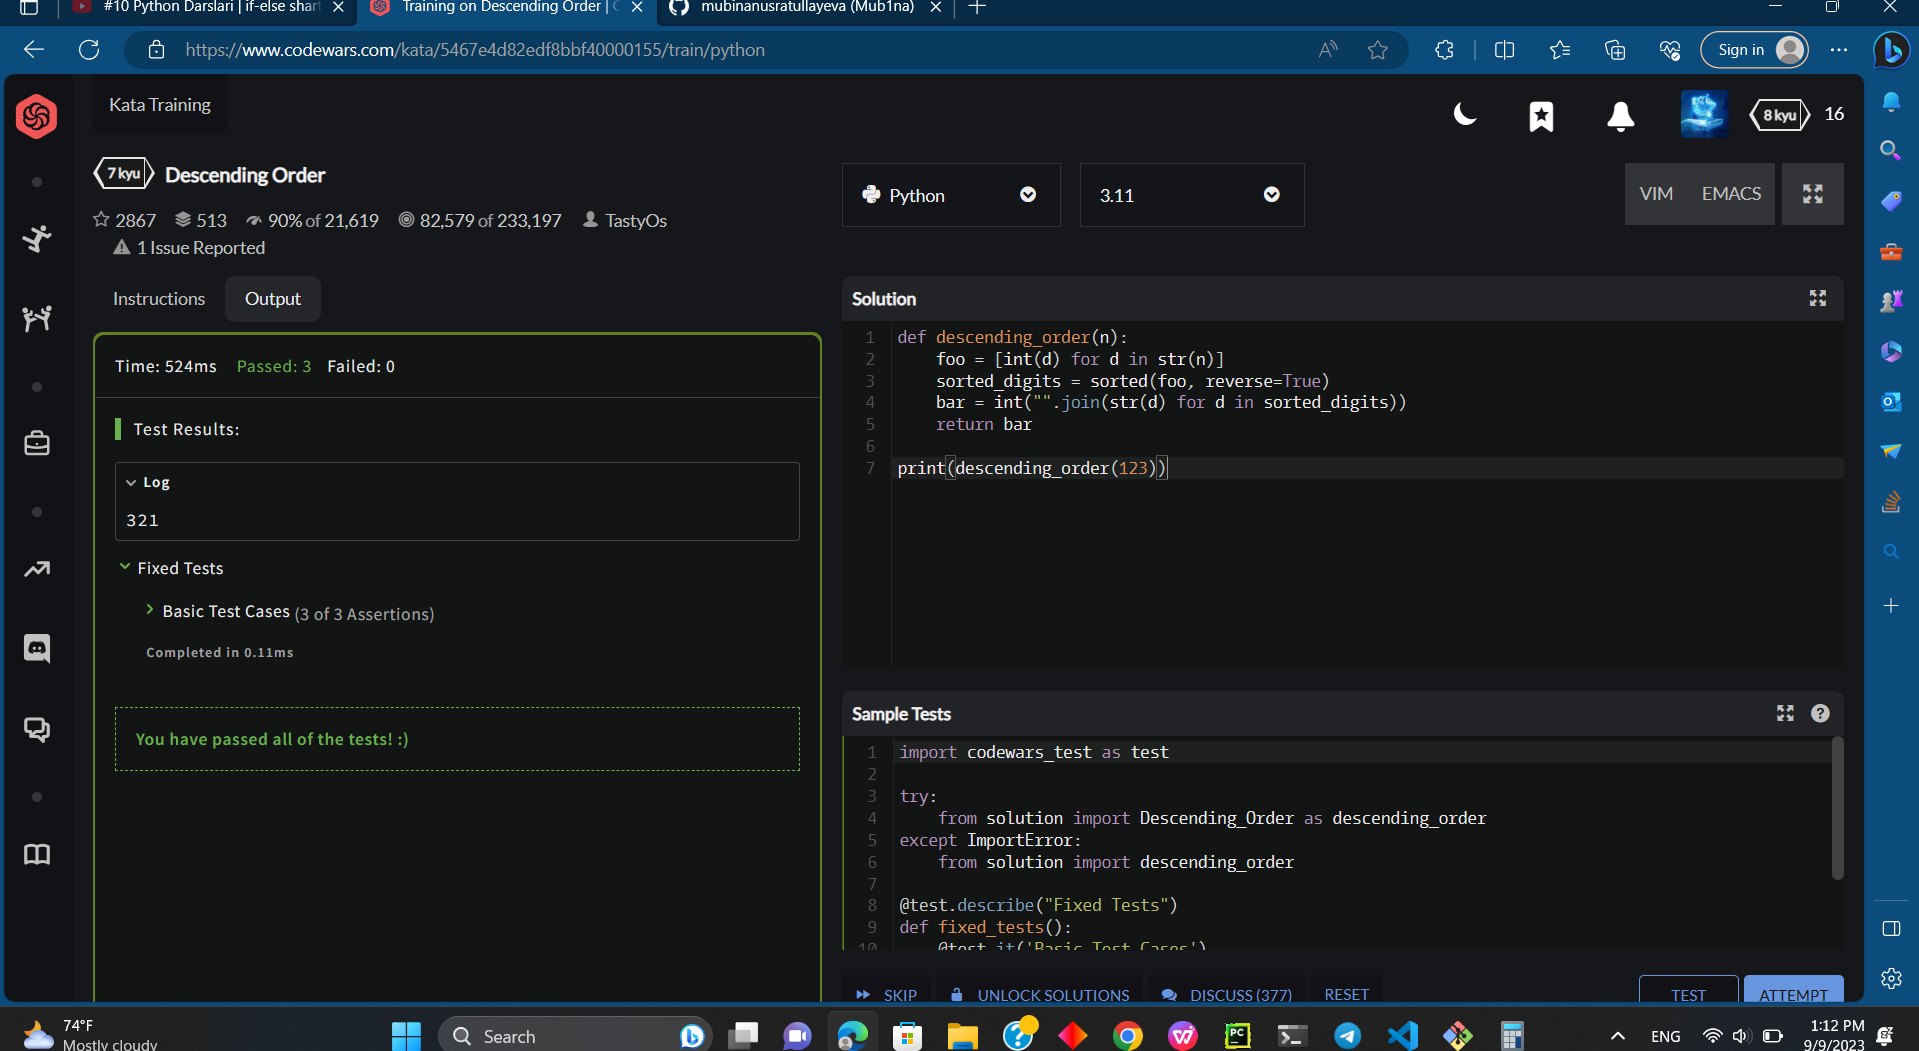 #10 Python Darslari | if-else shart
Training on Descending Order |
mubinanusratullayeva (Mub1na)
https://www.codewars.com/kata/5467e4d82edf8bbf40000155/train/python
Sign in
Kata Training
8 kyu
16
7 kyu
Descending Order
2867
513
90% of 21,619
82,579 of 233,197
TastyOs
1 Issue Reported
Python
3.11
VIM
EMACS
Instructions
Output
Time: 524ms
Passed: 3
Failed: 0
Test Results:
Log
321
Fixed Tests
Basic Test Cases (3 of 3 Assertions)
Completed in 0.11ms
You have passed all of the tests! :)
Solution
1 def descending_order(n):
2     foo = [int(d) for d in str(n)]
3     sorted_digits = sorted(foo, reverse=True)
4     bar = int("".join(str(d) for d in sorted_digits))
5     return bar
6
7 print(descending_order(123))
Sample Tests
1 import codewars_test as test
2
3 try:
4     from solution import Descending_Order as descending_order
5 except ImportError:
6     from solution import descending_order
7
8 @test.describe("Fixed Tests")
9 def fixed_tests():
10     @test.it('Basic Test Cases')
SKIP
UNLOCK SOLUTIONS
DISCUSS (377)
RESET
TEST
ATTEMPT
74°F
Mostly cloudy
Search
PC
ENG
1:12 PM
9/9/2023